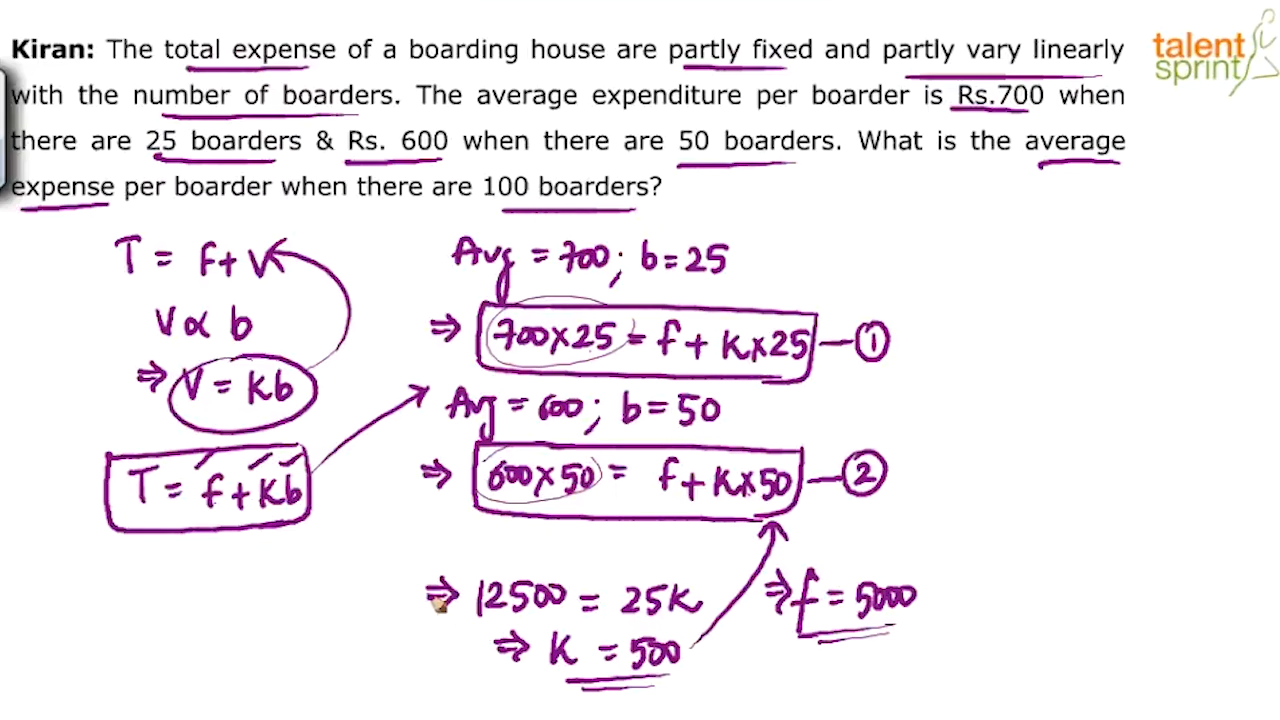 Kiran: The total expense of a boarding house are partly fixed and partly vary linearly
with the number of boarders. The average expenditure per boarder is Rs.700 when
there are 25 boarders & Rs. 600 when there are 50 boarders. What is the average
expense per boarder when there are 100 boarders?
talent
sprint
T = f + V
V ∝ b
⇒ V = Kb
T = f + Kb
Avg = 700; b = 25
⇒ 700 × 25 = f + K × 25 — ①
Avg = 600; b = 50
⇒ 600 × 50 = f + K × 50 — ②
⇒ 12500 = 25K
⇒ K = 500
⇒ f = 5000